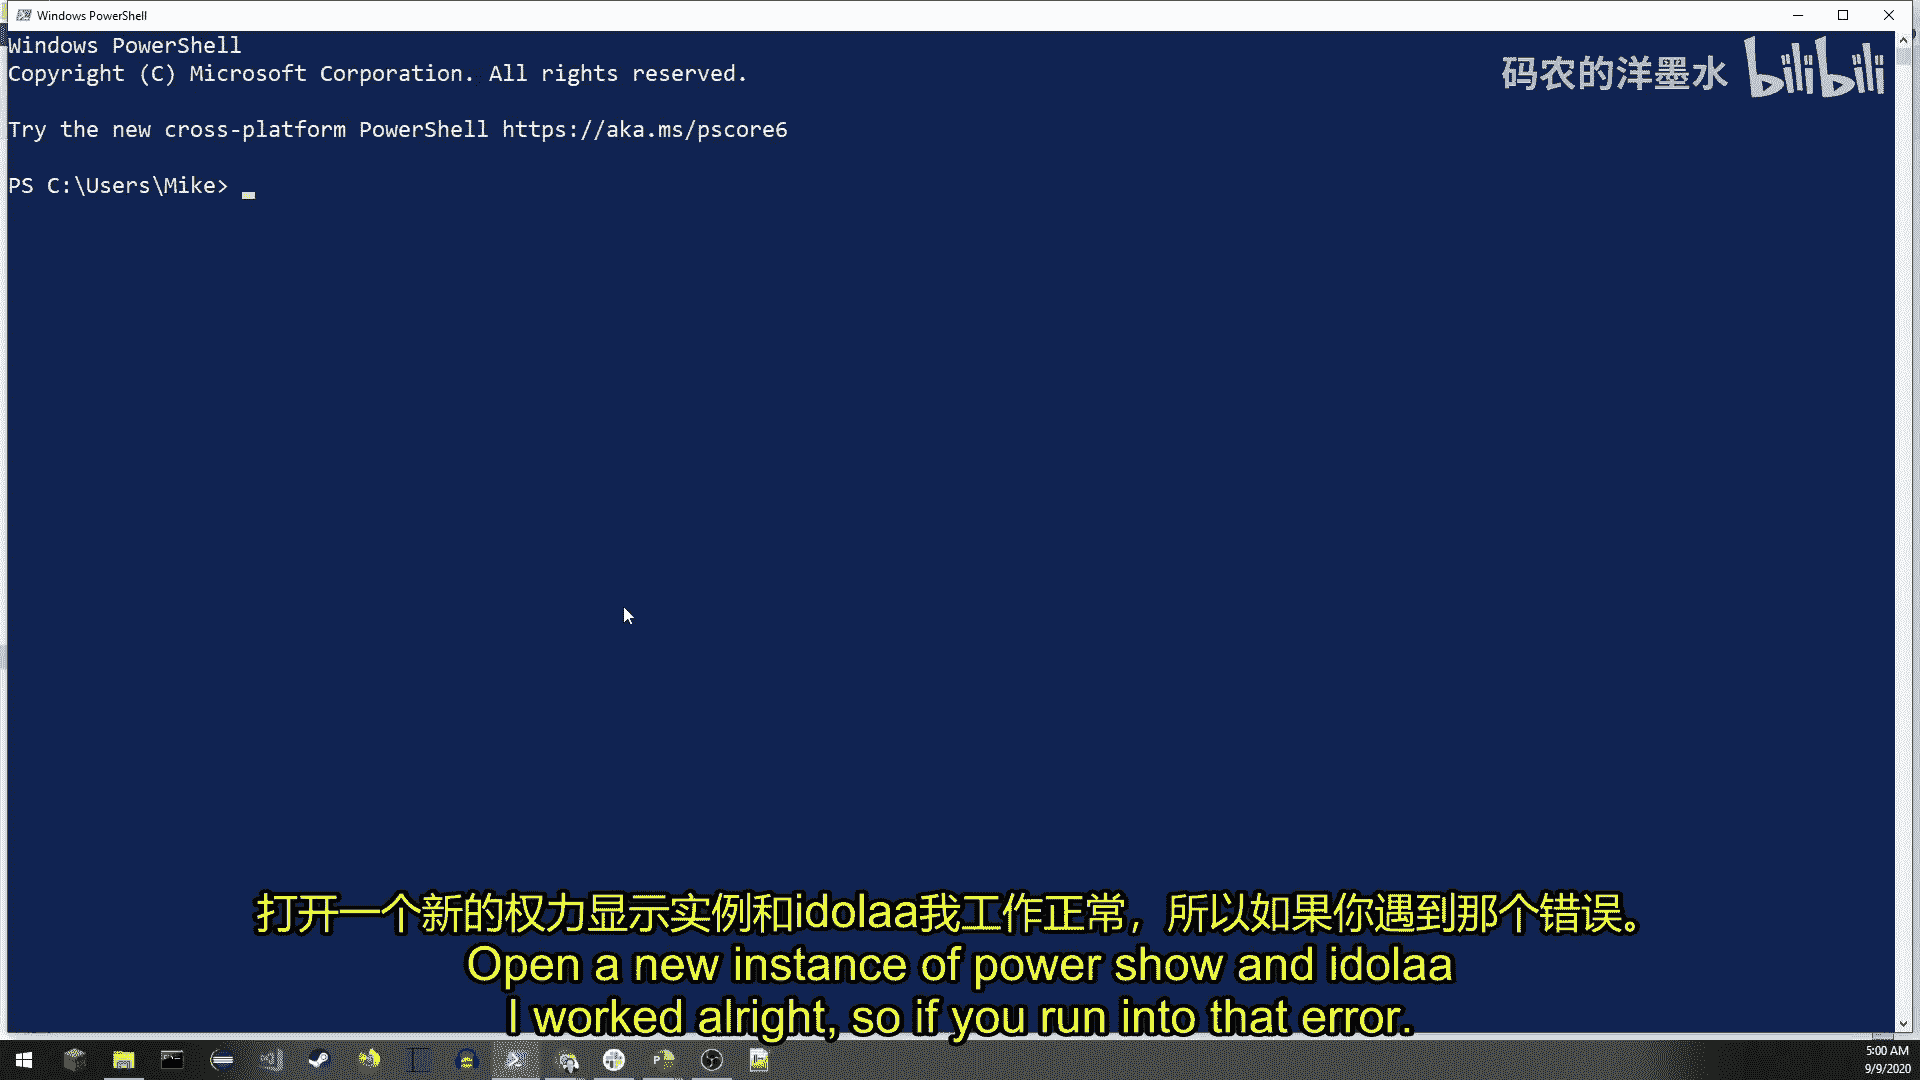 Windows PowerShell
Windows PowerShell
Copyright (C) Microsoft Corporation. All rights reserved.
码农的洋墨水 bilibili
Try the new cross-platform PowerShell https://aka.ms/pscore6
PS C:\Users\Mike>
打开一个新的权力显示实例和idolaa我工作正常，所以如果你遇到那个错误。
Open a new instance of power show and idolaa
I worked alright, so if you run into that error.
5:00 AM
9/9/2020